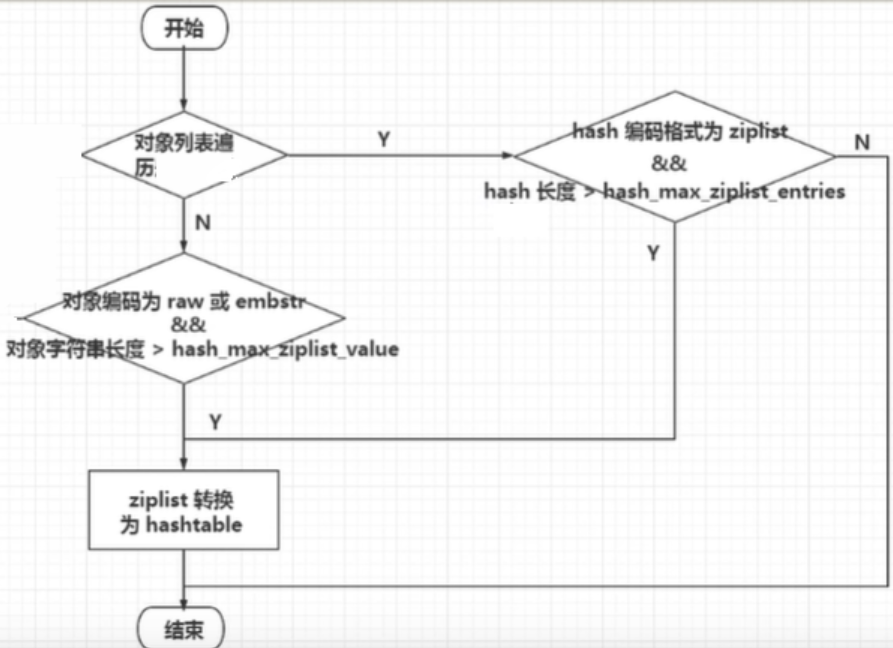 开始
对象列表遍
历
Y
hash 编码格式为 ziplist
&&
hash 长度 > hash_max_ziplist_entries
N
N
Y
对象编码为 raw 或 embstr
&&
对象字符串长度 > hash_max_ziplist_value
Y
ziplist 转换
为 hashtable
结束